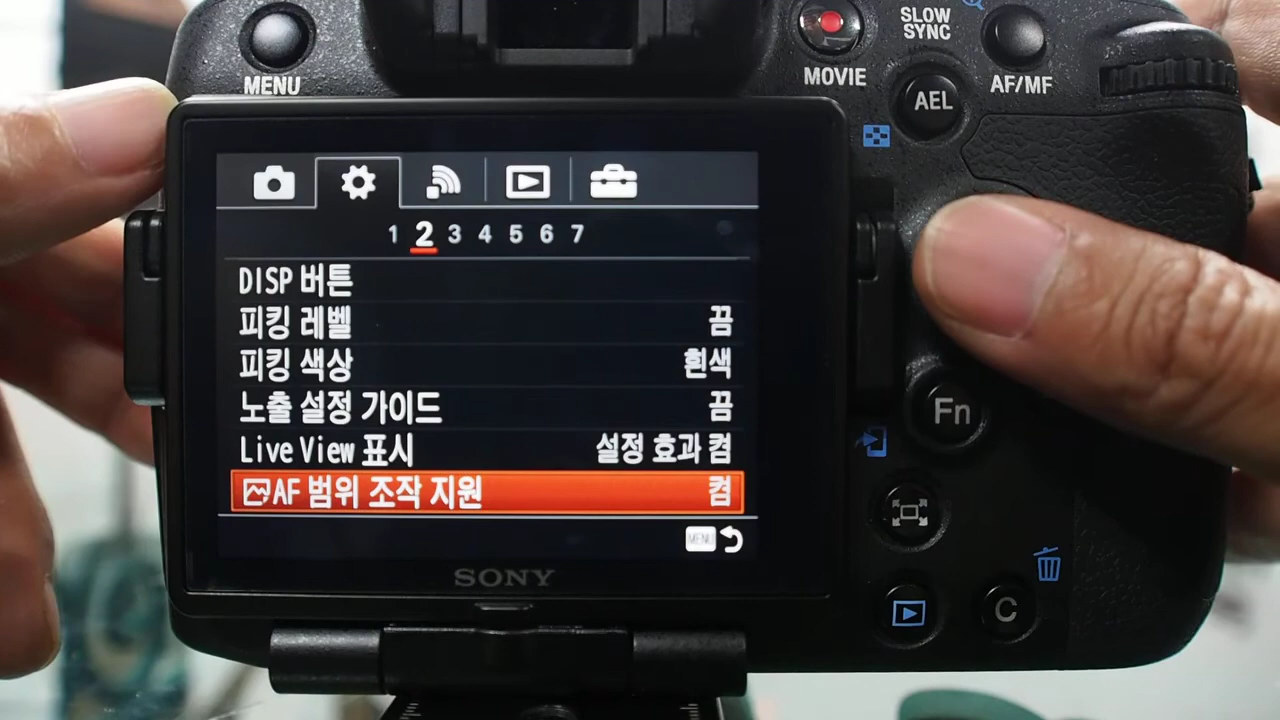 SLOW
SYNC
MENU
MOVIE
AF/MF
AEL
1 2 3 4 5 6 7
DISP 버튼
피킹 레벨 끔
피킹 색상 흰색
노출 설정 가이드 끔
Live View 표시 설정 효과 켬
AF 범위 조작 지원 켬
MENU
SONY
Fn
C